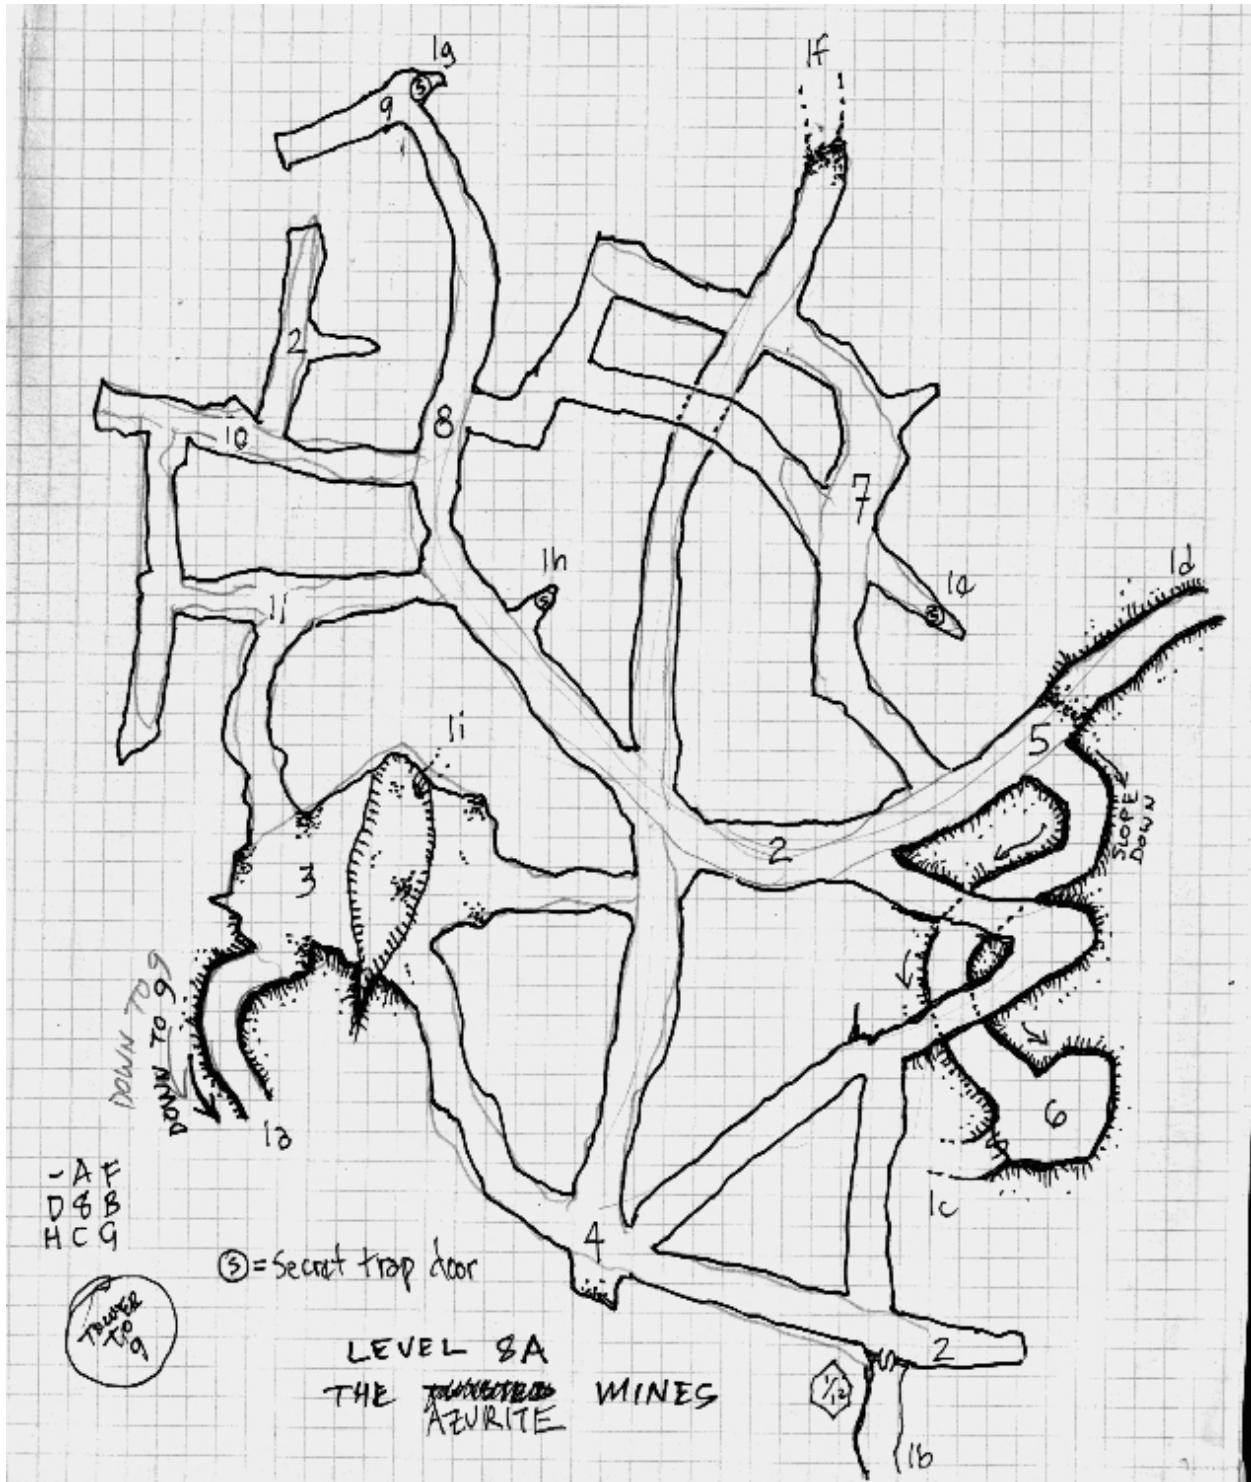 1g
1f
9
2
8
10
7
1h
1e
1d
11
5
1i
SLOPE
DOWN
2
3
DOWN TO 9
DOWN TO 9
1a
6
1c
- A F
D 8 B
H C G
4
Ⓢ = Secret trap door
TOWER
TO
9
LEVEL 8A
THE MINES
AZURITE
2
1/12
1b